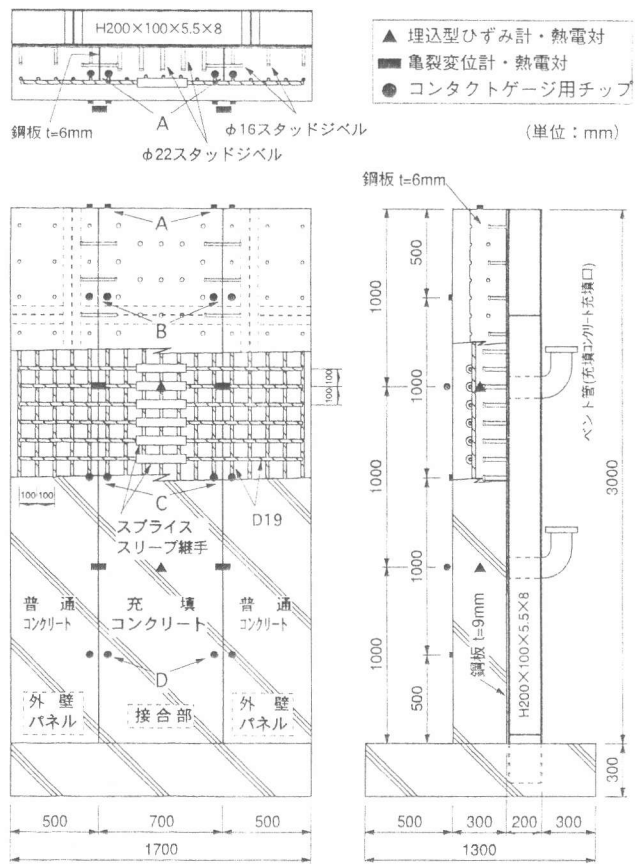 H200×100×5.5×8
▲ 埋込型ひずみ計・熱電対
■ 亀裂変位計・熱電対
● コンタクトゲージ用チップ
A
鋼板 t=6mm
φ16スタッドジベル
φ22スタッドジベル
(単位:mm)
鋼板 t=6mm
A
B
C
D
100 100
100 100
スプライス
スリーブ継手
D19
普通
コンクリート
充填
コンクリート
普通
コンクリート
外壁
パネル
接合部
外壁
パネル
500
700
500
1700
1000
1000
1000
500
1000
1000
500
鋼板 t=9mm
H200×100×5.5×8
ベント管(充填コンクリート充填口)
3000
300
500
300
200
300
1300